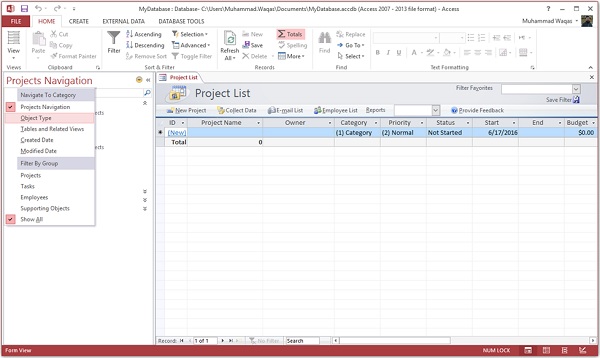 MyDatabase : Database- C:\Users\Muhammad.Waqas\Documents\MyDatabase.accdb (Access 2007 - 2013 file format) - Access
FILE HOME CREATE EXTERNAL DATA DATABASE TOOLS Muhammad Waqas
View Paste Cut Copy Format Painter Filter Ascending Descending Remove Sort Selection Advanced Toggle Filter Refresh All New Save Delete Totals Spelling More Find
Views Clipboard Sort & Filter Records Find Text Formatting
Projects Navigation
Navigate To Category
Projects Navigation
Object Type
Tables and Related Views
Created Date
Modified Date
Filter By Group
Projects
Tasks
Employees
Supporting Objects
Show All
Project List
Project List Filter Favorites
Save Filter
New Project Collect Data E-mail List Employee List Reports Provide Feedback
ID Project Name Owner Category Priority Status Start End Budget
(New) (1) Category (2) Normal Not Started 6/17/2016 $0.00
Total 0
Record: 1 of 1 No Filter Search
Form View NUM LOCK